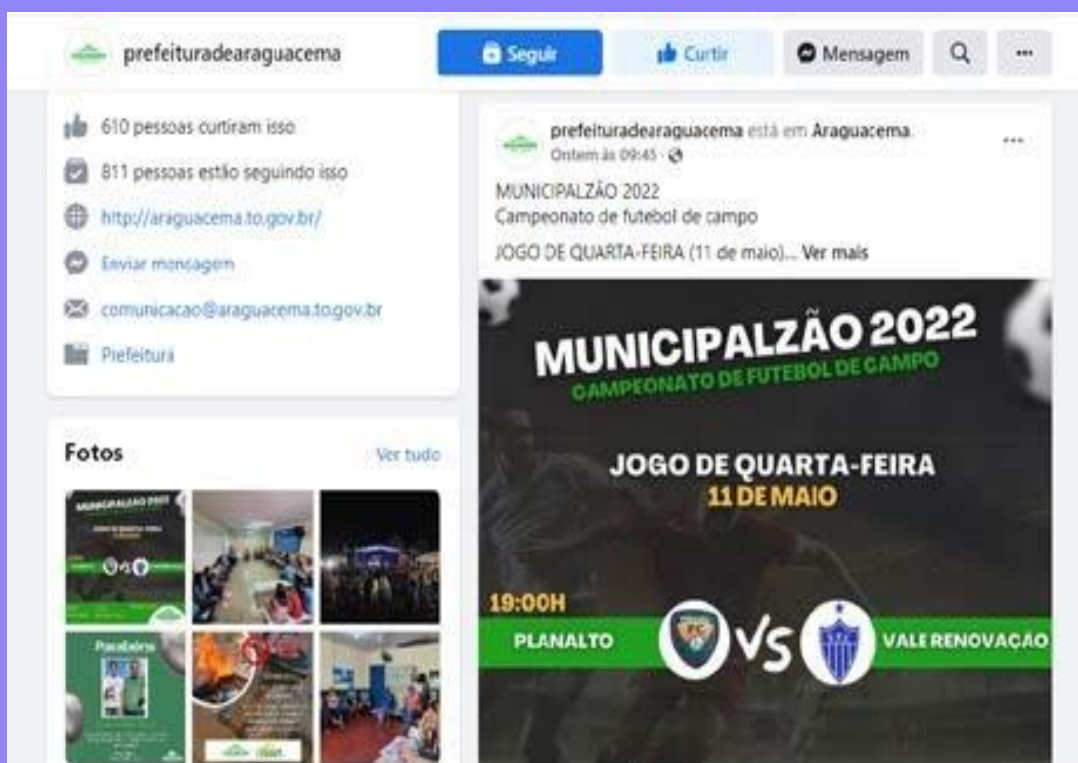 prefeituradearaguacema
Seguir
Curtir
Mensagem
610 pessoas curtiram isso
811 pessoas estão seguindo isso
http://araguacema.to.gov.br/
Enviar mensagem
comunicacao@araguacema.to.gov.br
Prefeitura
Fotos
Ver tudo
MUNICIPALZÃO 2022
Parabéns
prefeituradearaguacema está em Araguacema.
Ontem às 09:45
MUNICIPALZÃO 2022
Campeonato de futebol de campo
JOGO DE QUARTA-FEIRA (11 de maio)... Ver mais
MUNICIPALZÃO 2022
CAMPEONATO DE FUTEBOL DE CAMPO
JOGO DE QUARTA-FEIRA
11 DE MAIO
19:00H
PLANALTO
VS
VALE RENOVAÇÃO